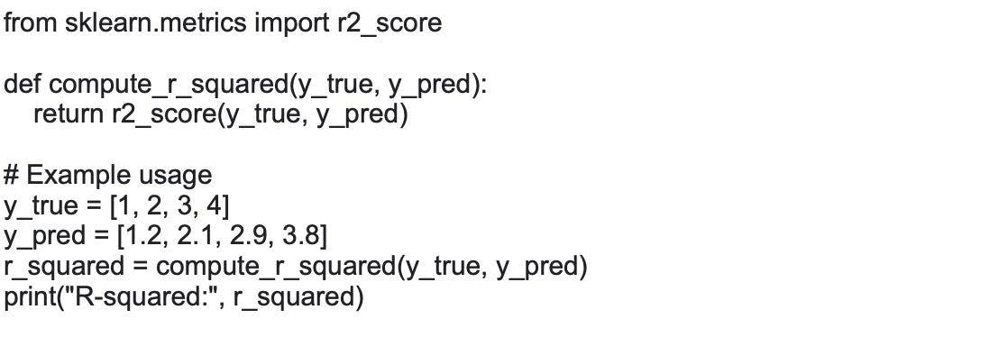 from sklearn.metrics import r2_score
def compute_r_squared(y_true, y_pred):
    return r2_score(y_true, y_pred)
# Example usage
y_true = [1, 2, 3, 4]
y_pred = [1.2, 2.1, 2.9, 3.8]
r_squared = compute_r_squared(y_true, y_pred)
print("R-squared:", r_squared)